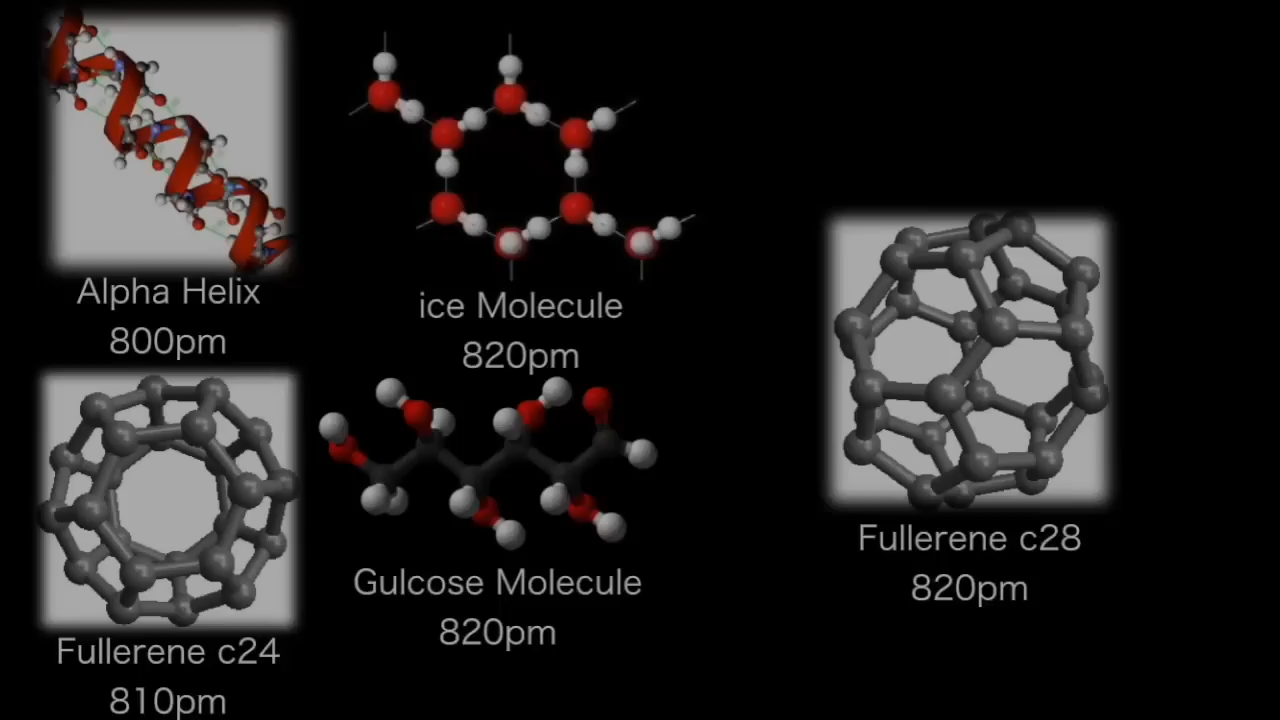 Alpha Helix
800pm
ice Molecule
820pm
Fullerene c24
810pm
Gulcose Molecule
820pm
Fullerene c28
820pm